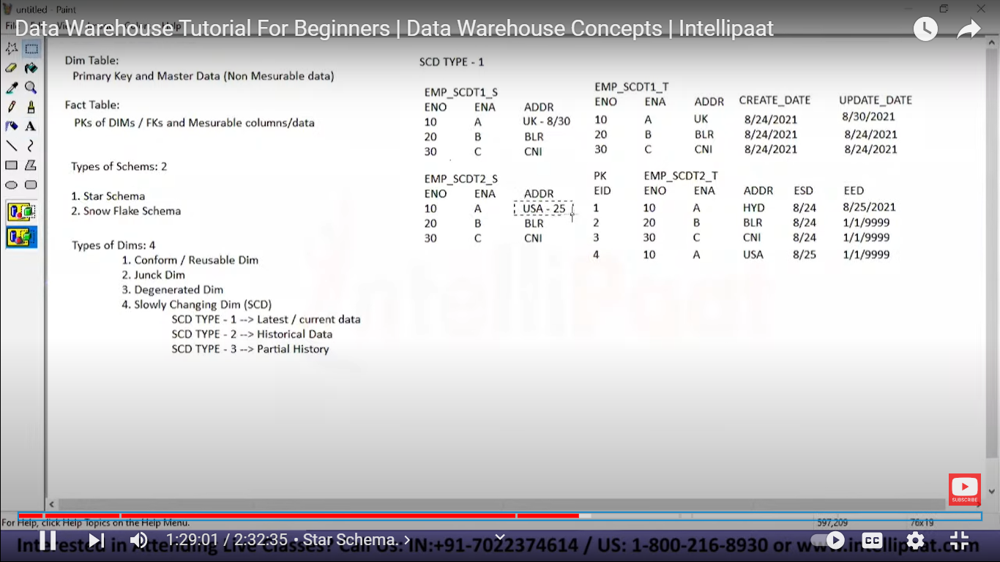 untitled - Paint
Data Warehouse Tutorial For Beginners | Data Warehouse Concepts | Intellipaat
Dim Table:
Primary Key and Master Data (Non Mesurable data)
Fact Table:
PKs of DIMs / FKs and Mesurable columns/data
Types of Schems: 2
1. Star Schema
2. Snow Flake Schema
Types of Dims: 4
1. Conform / Reusable Dim
2. Junck Dim
3. Degenerated Dim
4. Slowly Changing Dim (SCD)
SCD TYPE - 1 --> Latest / current data
SCD TYPE - 2 --> Historical Data
SCD TYPE - 3 --> Partial History
SCD TYPE - 1
EMP_SCDT1_S
ENO ENA ADDR
10 A UK - 8/30
20 B BLR
30 C CNI
EMP_SCDT1_T
ENO ENA ADDR CREATE_DATE UPDATE_DATE
10 A UK 8/24/2021 8/30/2021
20 B BLR 8/24/2021 8/24/2021
30 C CNI 8/24/2021 8/24/2021
EMP_SCDT2_S
ENO ENA ADDR
10 A USA - 25
20 B BLR
30 C CNI
PK EMP_SCDT2_T
EID ENO ENA ADDR ESD EED
1 10 A HYD 8/24 8/25/2021
2 20 B BLR 8/24 1/1/9999
3 30 C CNI 8/24 1/1/9999
4 10 A USA 8/25 1/1/9999
IntelliPaat
SUBSCRIBE
For Help, click Help Topics on the Help Menu. 597,209 76x19
1:29:01 / 2:32:35 • Star Schema. >
CC
Interested in Attending Live Classes? Call Us: IN:+91-7022374614 / US: 1-800-216-8930 or www.intellipaat.com